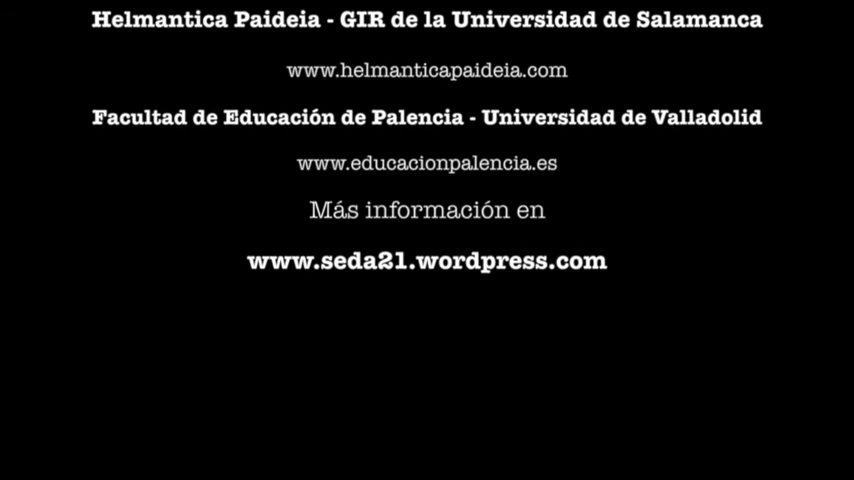 Helmantica Paideia - GIR de la Universidad de Salamanca
www.helmanticapaideia.com
Facultad de Educación de Palencia - Universidad de Valladolid
www.educacionpalencia.es
Más información en
www.seda21.wordpress.com